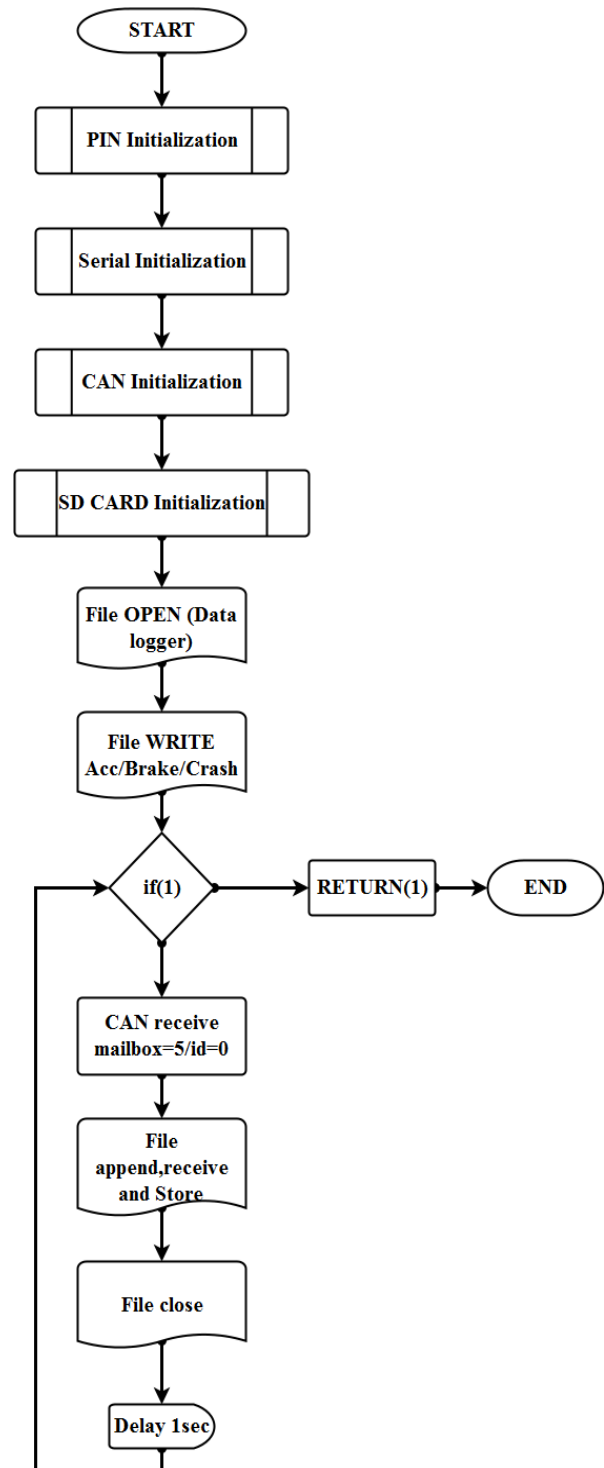 START
PIN Initialization
Serial Initialization
CAN Initialization
SD CARD Initialization
File OPEN (Data
logger)
File WRITE
Acc/Brake/Crash
if(1)
RETURN(1)
END
CAN receive
mailbox=5/id=0
File
append,receive
and Store
File close
Delay 1sec